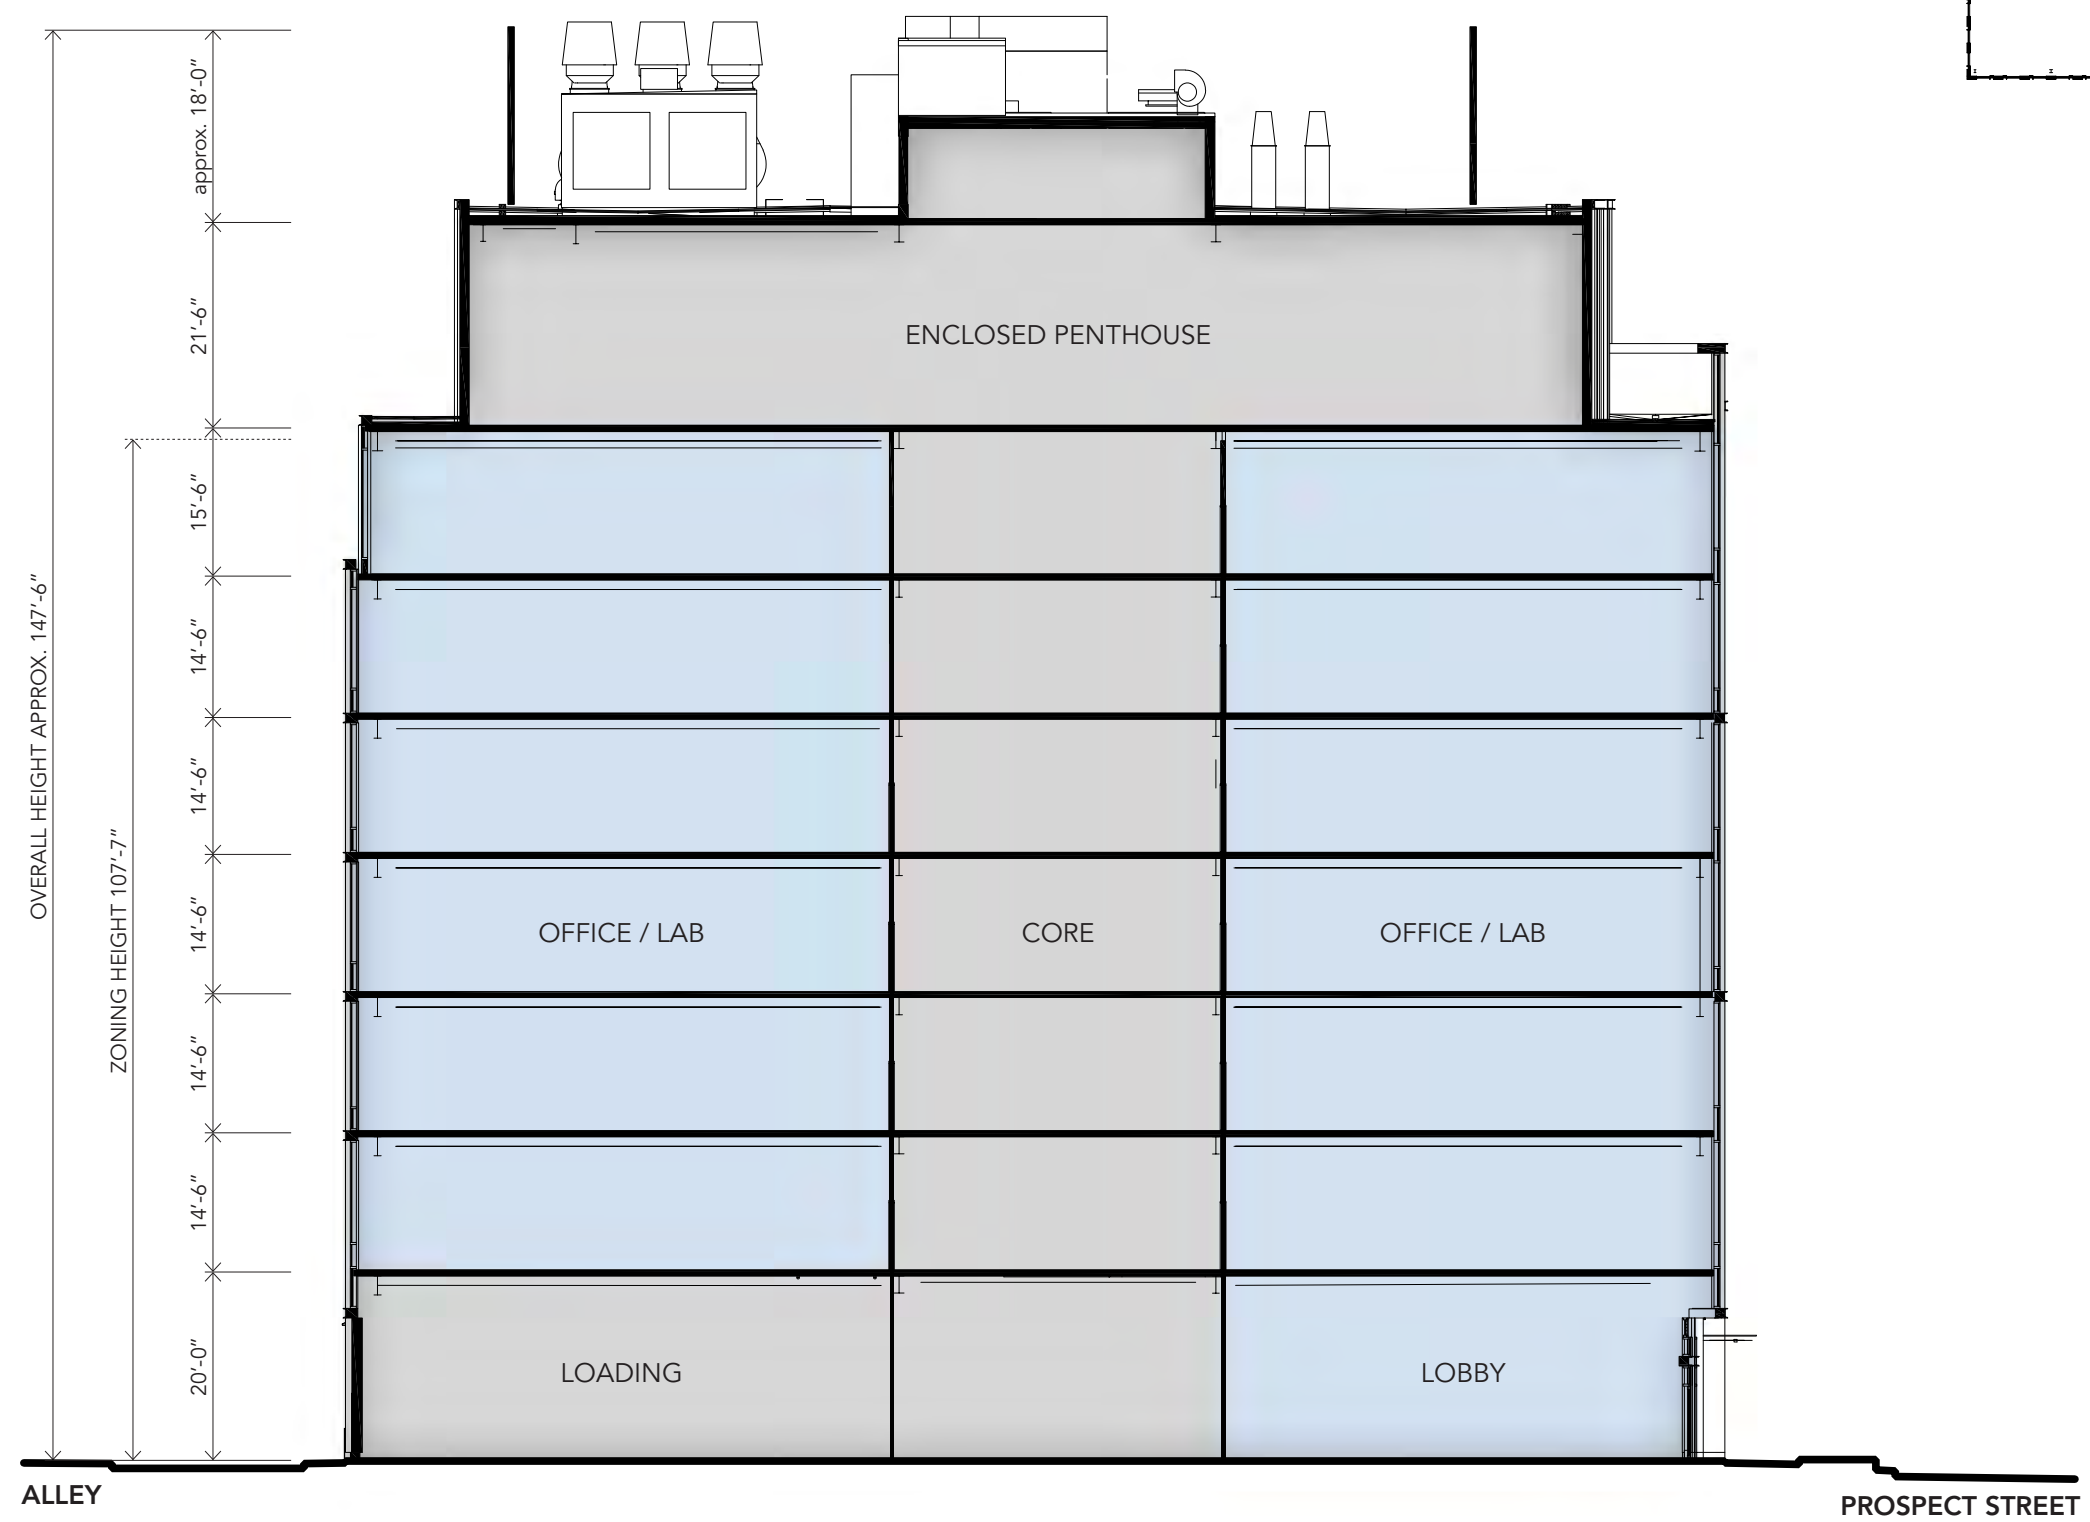 approx. 18’-0”
21’-6”
ENCLOSED PENTHOUSE
15’-6”
14’-6”
14’-6”
14’-6”
14’-6”
14’-6”
20’-0”
OVERALL HEIGHT APPROX. 147’-6”
ZONING HEIGHT 107’-7”
OFFICE / LAB
CORE
OFFICE / LAB
LOADING
LOBBY
ALLEY
PROSPECT STREET